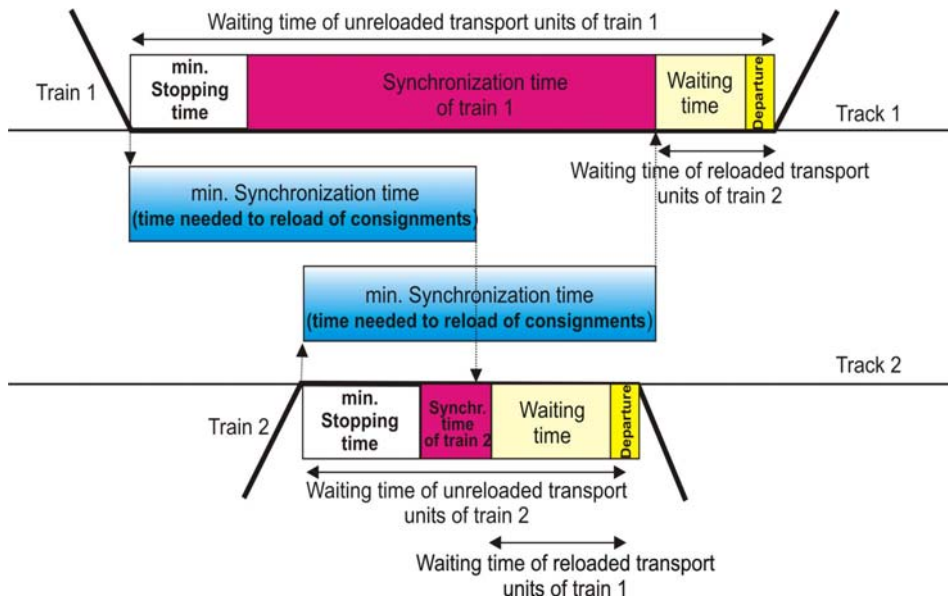 Waiting time of unreloaded transport units of train 1
Train 1
min.
Stopping
time
Synchronization time
of train 1
Waiting
time
Departure
Track 1
Waiting time of reloaded transport
units of train 2
min. Synchronization time
(time needed to reload of consignments)
min. Synchronization time
(time needed to reload of consignments)
Track 2
Train 2
min.
Stopping
time
Synchr.
time
of train 2
Waiting
time
Departure
Waiting time of unreloaded transport
units of train 2
Waiting time of reloaded transport
units of train 1